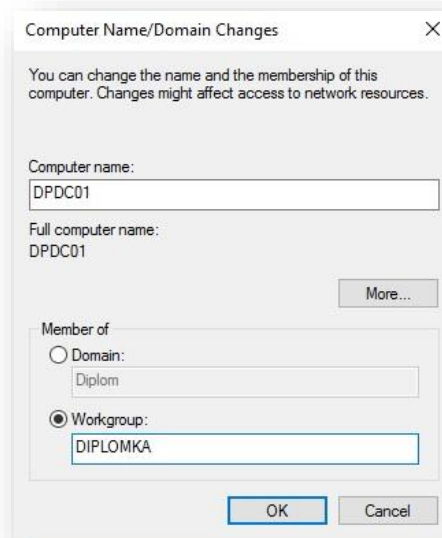 Computer Name/Domain Changes
You can change the name and the membership of this
computer. Changes might affect access to network resources.
Computer name:
DPDC01
Full computer name:
DPDC01
More...
Member of
Domain:
Diplom
Workgroup:
DIPLOMKA
OK
Cancel